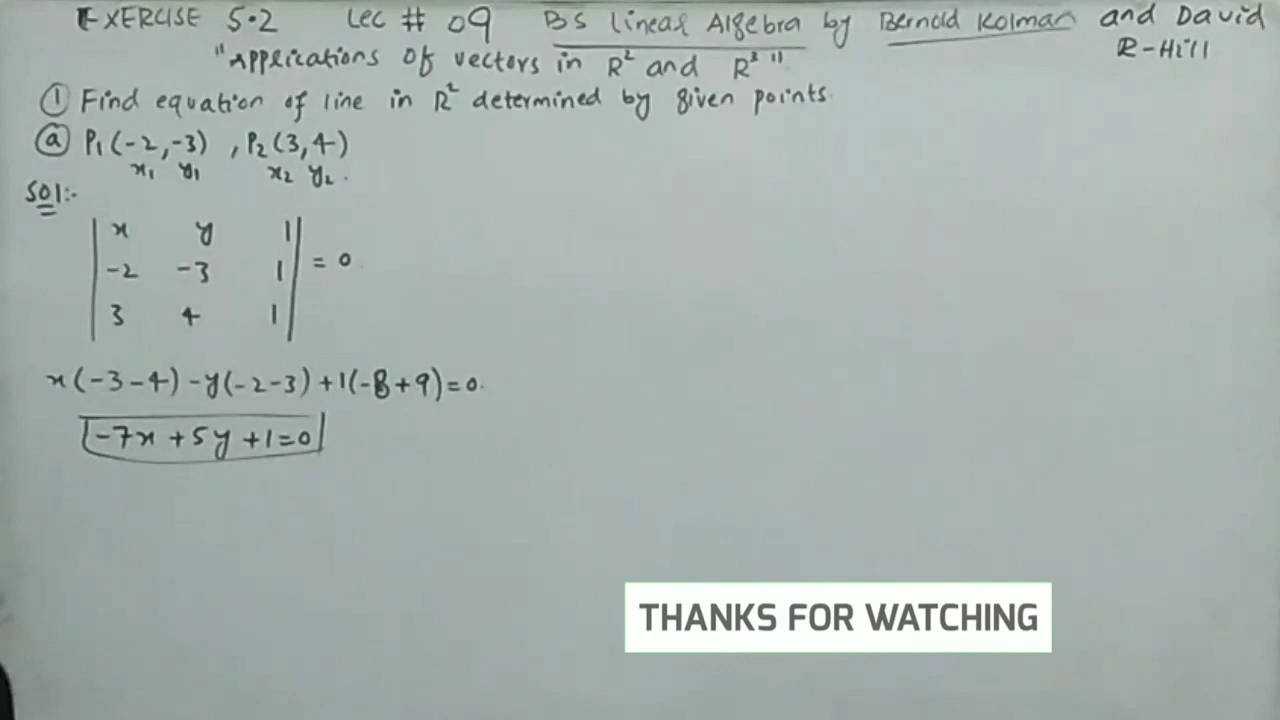 EXERCISE 5.2 Lec # 09 BS Linear Algebra by Bernold Kolman and David
R-Hill
"Applications of vectors in R² and R³"
① Find equation of line in R² determined by given points.
ⓐ P₁(-2,-3) , P₂(3,4)
x₁ y₁ x₂ y₂.
Sol:-
| x y 1 |
| -2 -3 1 | = 0
| 3 4 1 |
x(-3-4)-y(-2-3)+1(-8+9)=0.
-7x+5y+1=0
THANKS FOR WATCHING